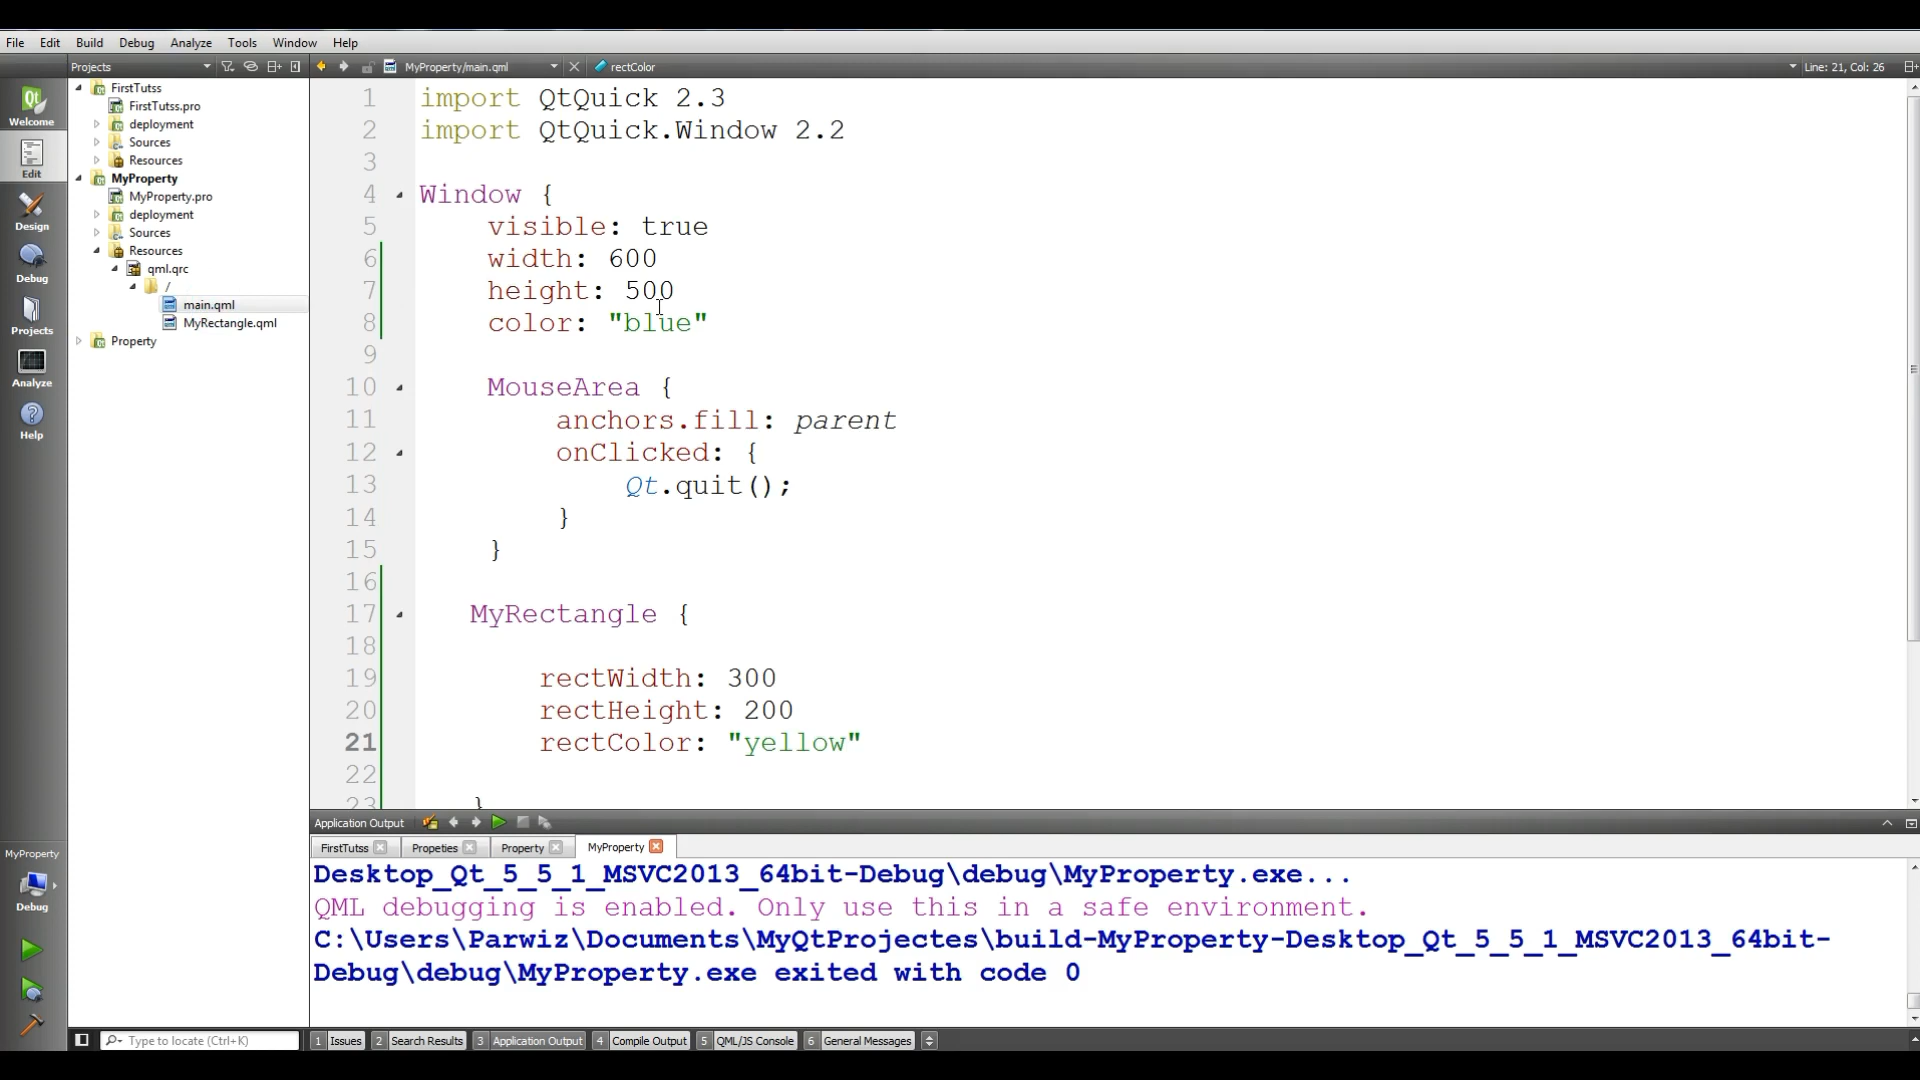 File Edit Build Debug Analyze Tools Window Help
Projects
MyProperty/main.qml
rectColor
Line: 21, Col: 26
Welcome
Edit
Design
Debug
Projects
Analyze
Help
FirstTutss
FirstTutss.pro
deployment
Sources
Resources
MyProperty
MyProperty.pro
deployment
Sources
Resources
qml.qrc
/
main.qml
MyRectangle.qml
Property
1 import QtQuick 2.3
2 import QtQuick.Window 2.2
3
4 Window {
5 visible: true
6 width: 600
7 height: 500
8 color: "blue"
9
10 MouseArea {
11 anchors.fill: parent
12 onClicked: {
13 Qt.quit();
14 }
15 }
16
17 MyRectangle {
18
19 rectWidth: 300
20 rectHeight: 200
21 rectColor: "yellow"
22
23 }
MyProperty
Debug
Application Output
FirstTutss Propeties Property MyProperty
Desktop_Qt_5_5_1_MSVC2013_64bit-Debug\debug\MyProperty.exe...
QML debugging is enabled. Only use this in a safe environment.
C:\Users\Parwiz\Documents\MyQtProjectes\build-MyProperty-Desktop_Qt_5_5_1_MSVC2013_64bit-
Debug\debug\MyProperty.exe exited with code 0
Type to locate (Ctrl+K) 1 Issues 2 Search Results 3 Application Output 4 Compile Output 5 QML/JS Console 6 General Messages